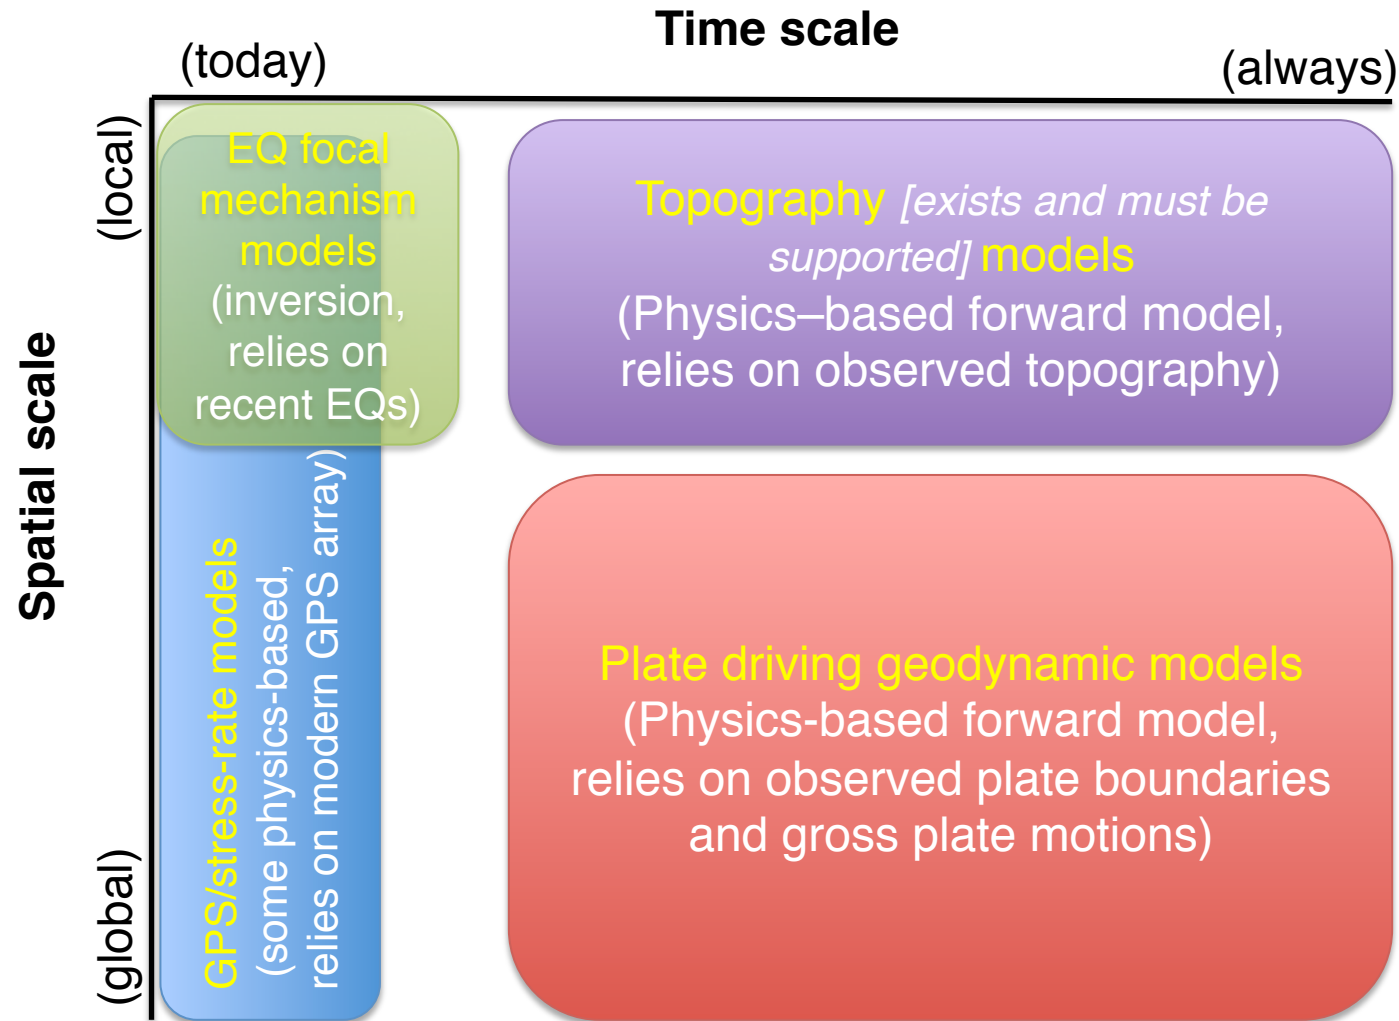 Time scale
(today)
(always)
Spatial scale
(local)
(global)
EQ focal
mechanism
models
(inversion,
relies on
recent EQs)
Topography [exists and must be
supported] models
(Physics–based forward model,
relies on observed topography)
GPS/stress-rate models
(some physics-based,
relies on modern GPS array)
Plate driving geodynamic models
(Physics-based forward model,
relies on observed plate boundaries
and gross plate motions)